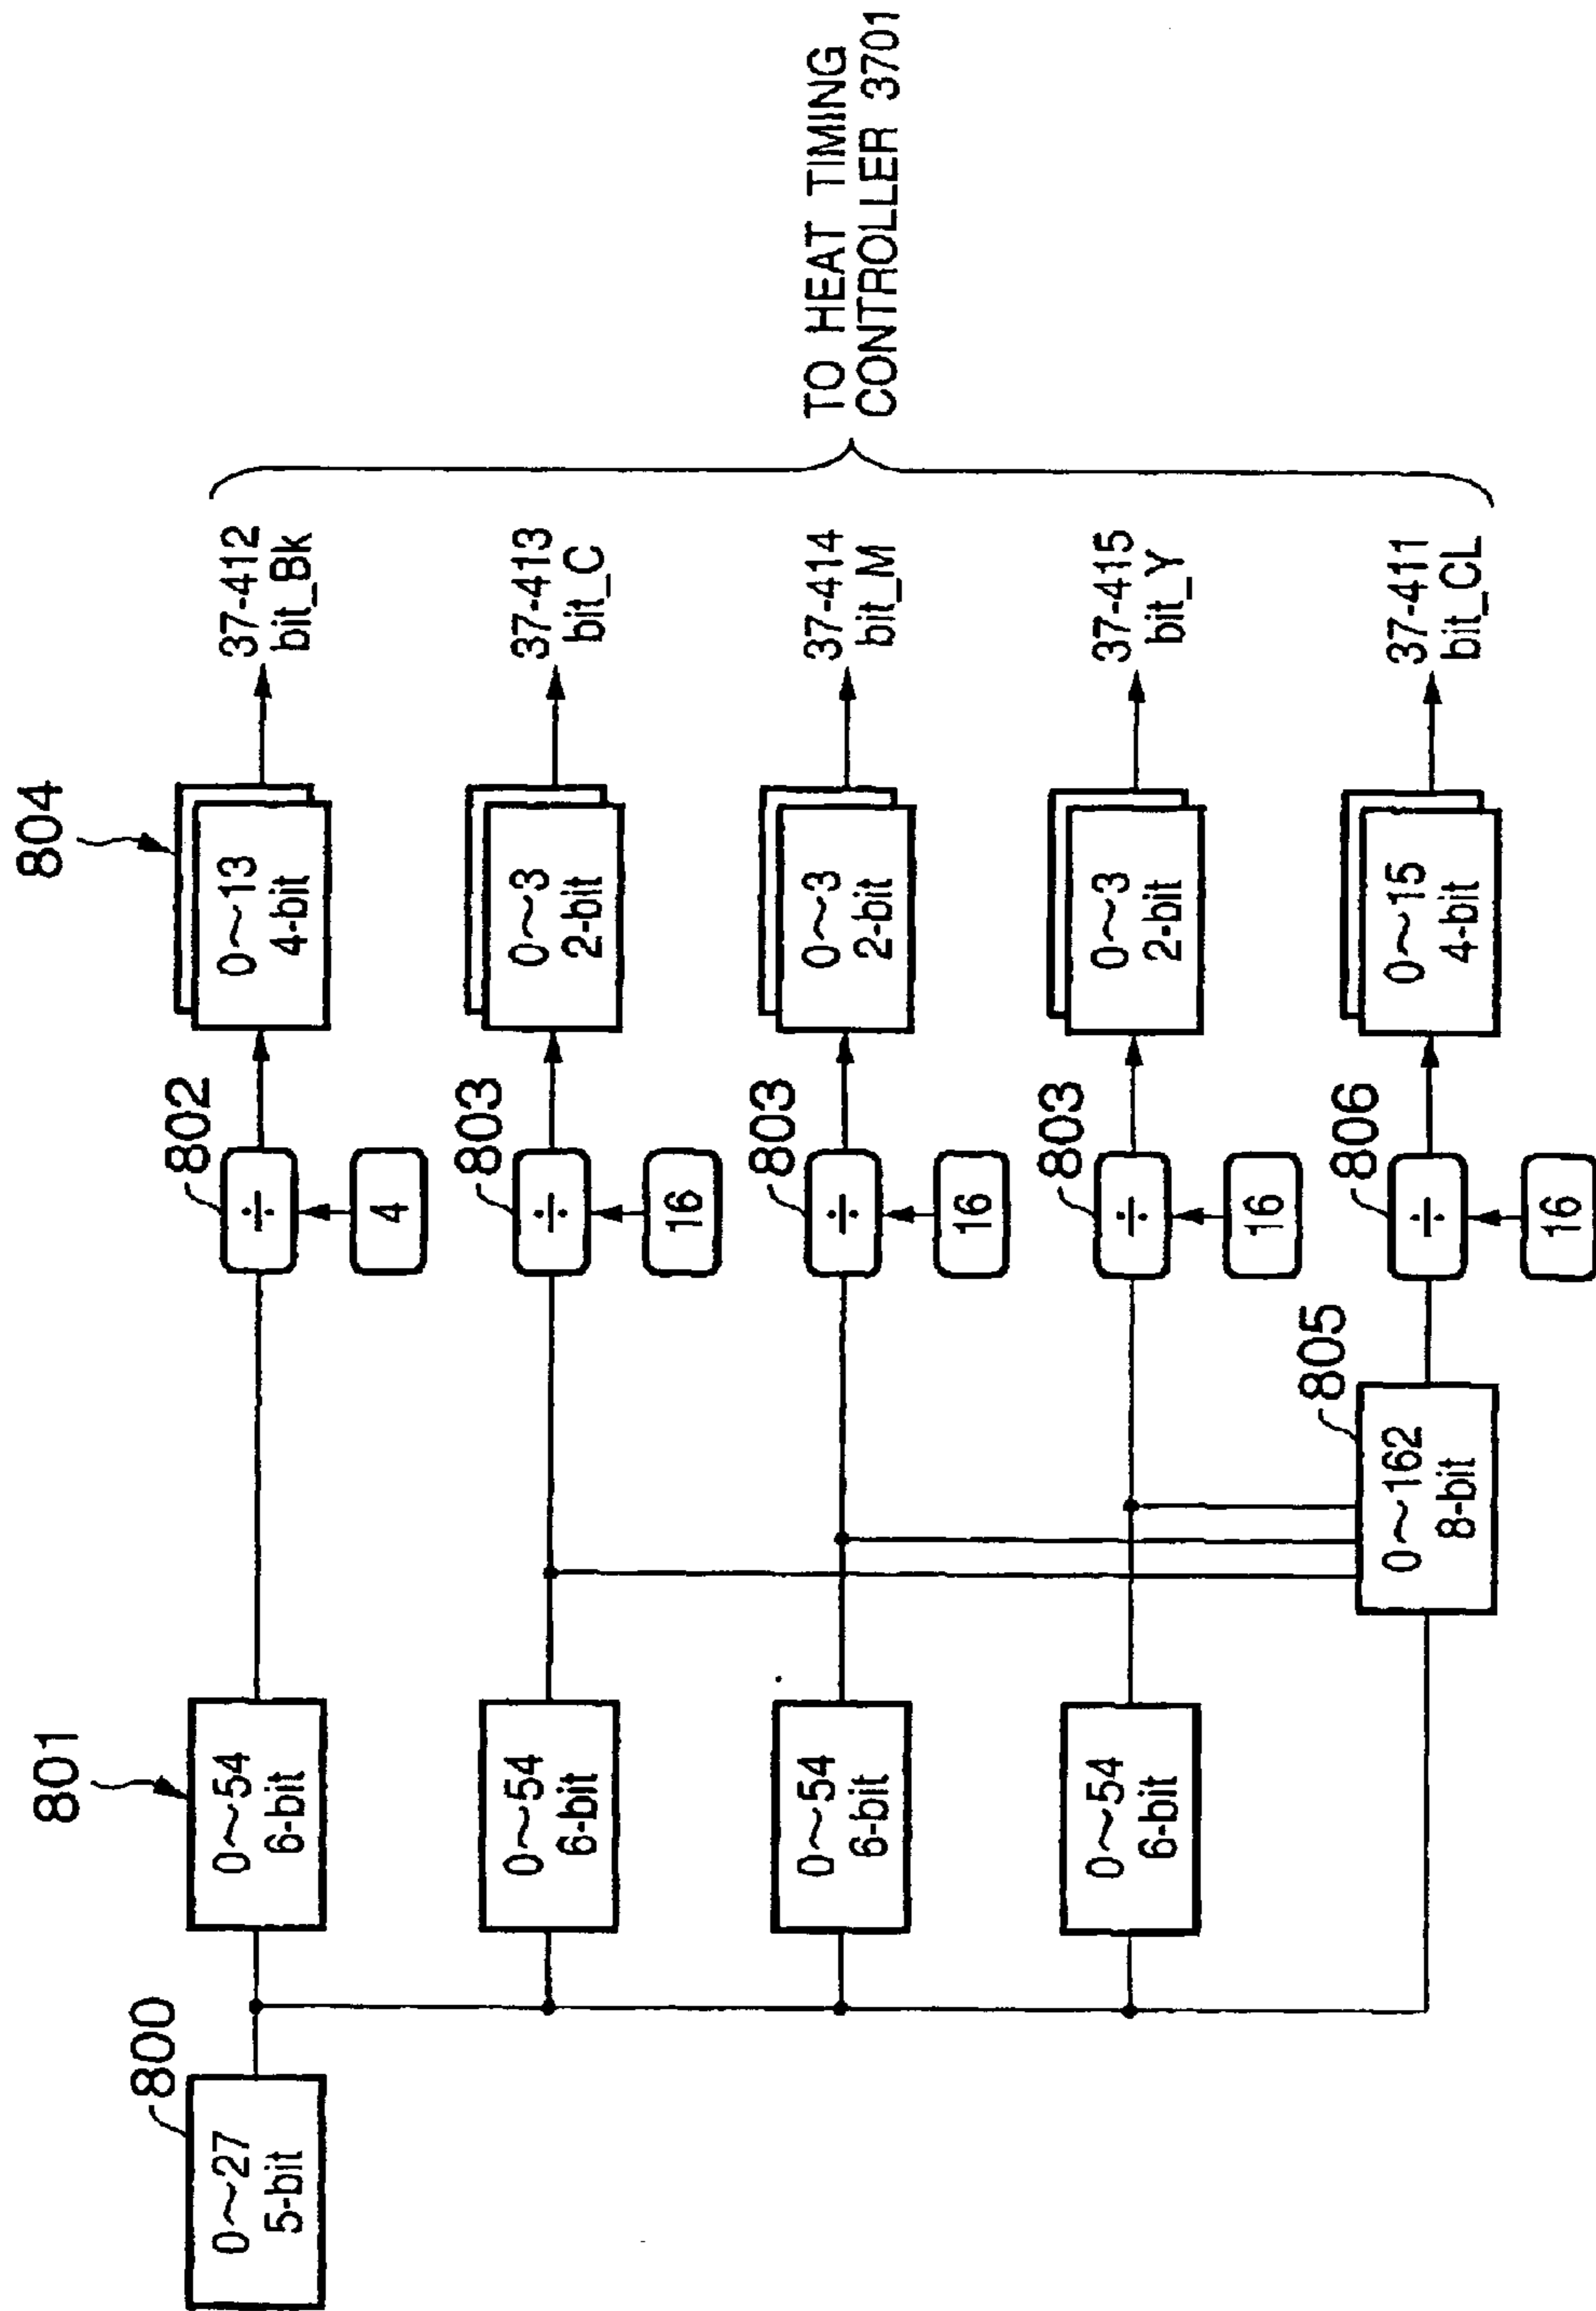 800
0~27
5-bit
801
0~54
6-bit
0~54
6-bit
0~54
6-bit
0~54
6-bit
805
0~162
8-bit
802
÷
4
803
÷
16
803
÷
16
803
÷
16
806
÷
16
804
0~13
4-bit
0~3
2-bit
0~3
2-bit
0~3
2-bit
0~15
4-bit
37-412
bit_Bk
37-413
bit_C
37-414
bit_M
37-415
bit_Y
37-411
bit_CL
TO HEAT TIMING
CONTROLLER 3701